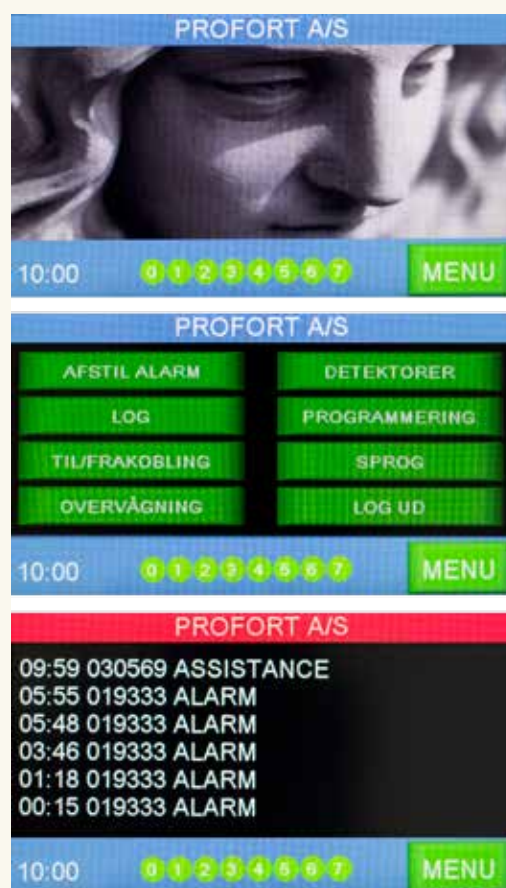 PROFORT A/S
10:00 0 1 2 3 4 5 6 7 MENU
PROFORT A/S
AFSTIL ALARM DETEKTORER
LOG PROGRAMMERING
TIL/FRAKOBLING SPROG
OVERVÅGNING LOG UD
10:00 0 1 2 3 4 5 6 7 MENU
PROFORT A/S
09:59 030569 ASSISTANCE
05:55 019333 ALARM
05:48 019333 ALARM
03:46 019333 ALARM
01:18 019333 ALARM
00:15 019333 ALARM
10:00 0 1 2 3 4 5 6 7 MENU